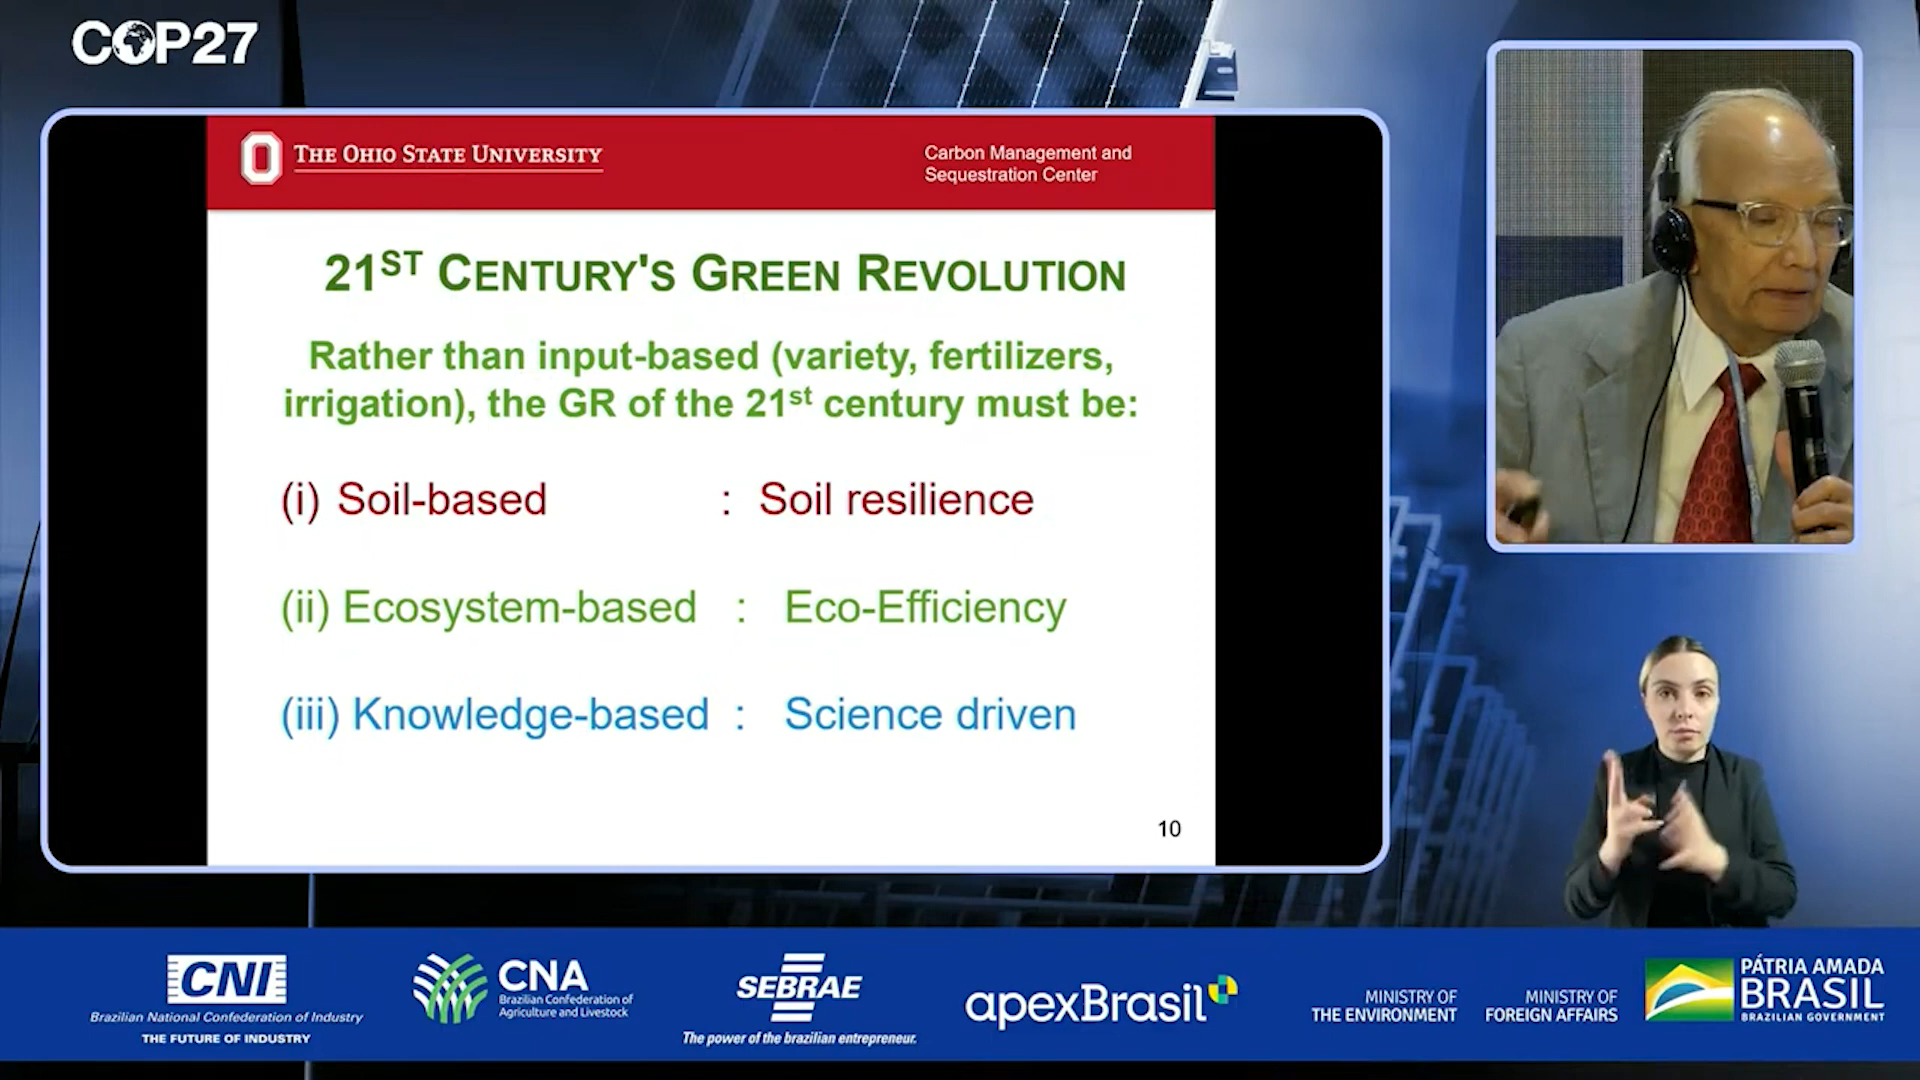 COP27
THE OHIO STATE UNIVERSITY
Carbon Management and
Sequestration Center
21ST CENTURY'S GREEN REVOLUTION
Rather than input-based (variety, fertilizers,
irrigation), the GR of the 21st century must be:
(i) Soil-based : Soil resilience
(ii) Ecosystem-based : Eco-Efficiency
(iii) Knowledge-based : Science driven
10
CNI
Brazilian National Confederation of Industry
THE FUTURE OF INDUSTRY
CNA
Brazilian Confederation of
Agriculture and Livestock
SEBRAE
The power of the brazilian entrepreneur.
apexBrasil
MINISTRY OF
THE ENVIRONMENT
MINISTRY OF
FOREIGN AFFAIRS
PÁTRIA AMADA
BRASIL
BRAZILIAN GOVERNMENT